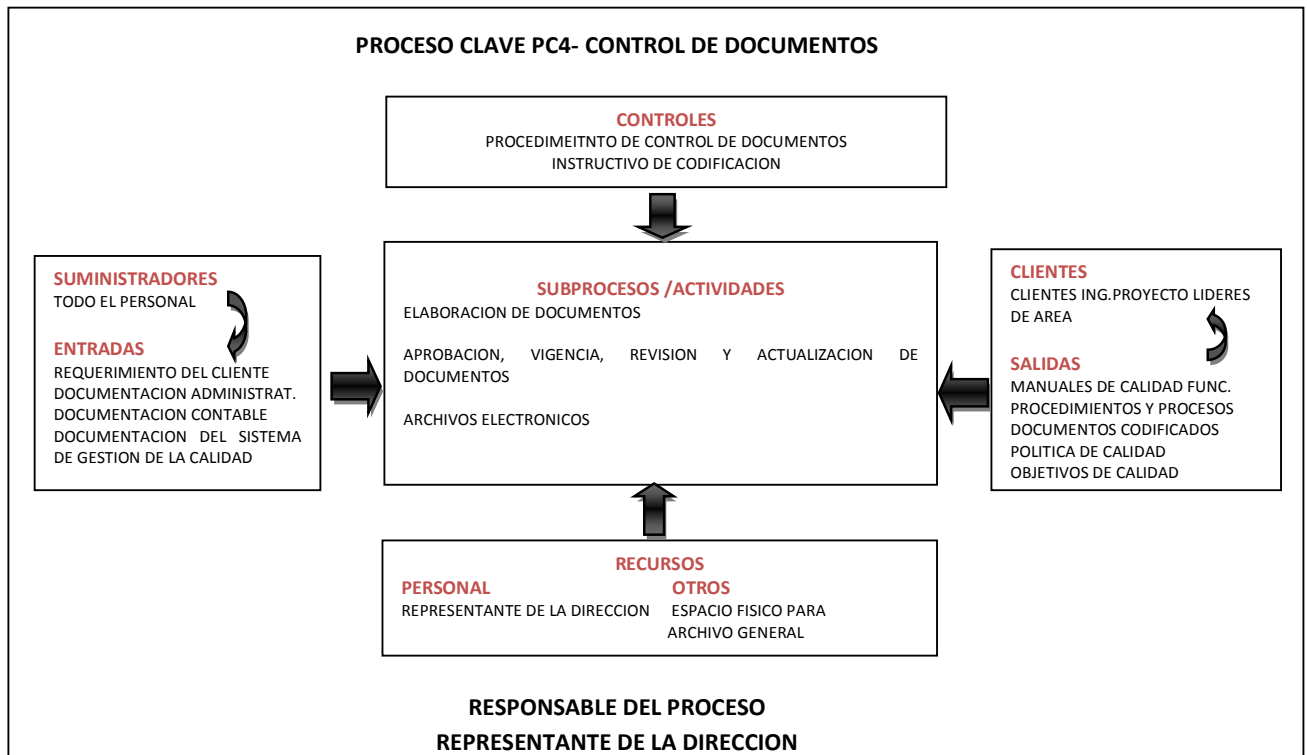 PROCESO CLAVE PC4- CONTROL DE DOCUMENTOS
CONTROLES
PROCEDIMEITNTO DE CONTROL DE DOCUMENTOS
INSTRUCTIVO DE CODIFICACION
SUMINISTRADORES
TODO EL PERSONAL
ENTRADAS
REQUERIMIENTO DEL CLIENTE
DOCUMENTACION ADMINISTRAT.
DOCUMENTACION CONTABLE
DOCUMENTACION DEL SISTEMA
DE GESTION DE LA CALIDAD
SUBPROCESOS /ACTIVIDADES
ELABORACION DE DOCUMENTOS
APROBACION, VIGENCIA, REVISION Y ACTUALIZACION DE
DOCUMENTOS
ARCHIVOS ELECTRONICOS
CLIENTES
CLIENTES ING.PROYECTO LIDERES
DE AREA
SALIDAS
MANUALES DE CALIDAD FUNC.
PROCEDIMIENTOS Y PROCESOS
DOCUMENTOS CODIFICADOS
POLITICA DE CALIDAD
OBJETIVOS DE CALIDAD
RECURSOS
PERSONAL OTROS
REPRESENTANTE DE LA DIRECCION ESPACIO FISICO PARA
ARCHIVO GENERAL
RESPONSABLE DEL PROCESO
REPRESENTANTE DE LA DIRECCION